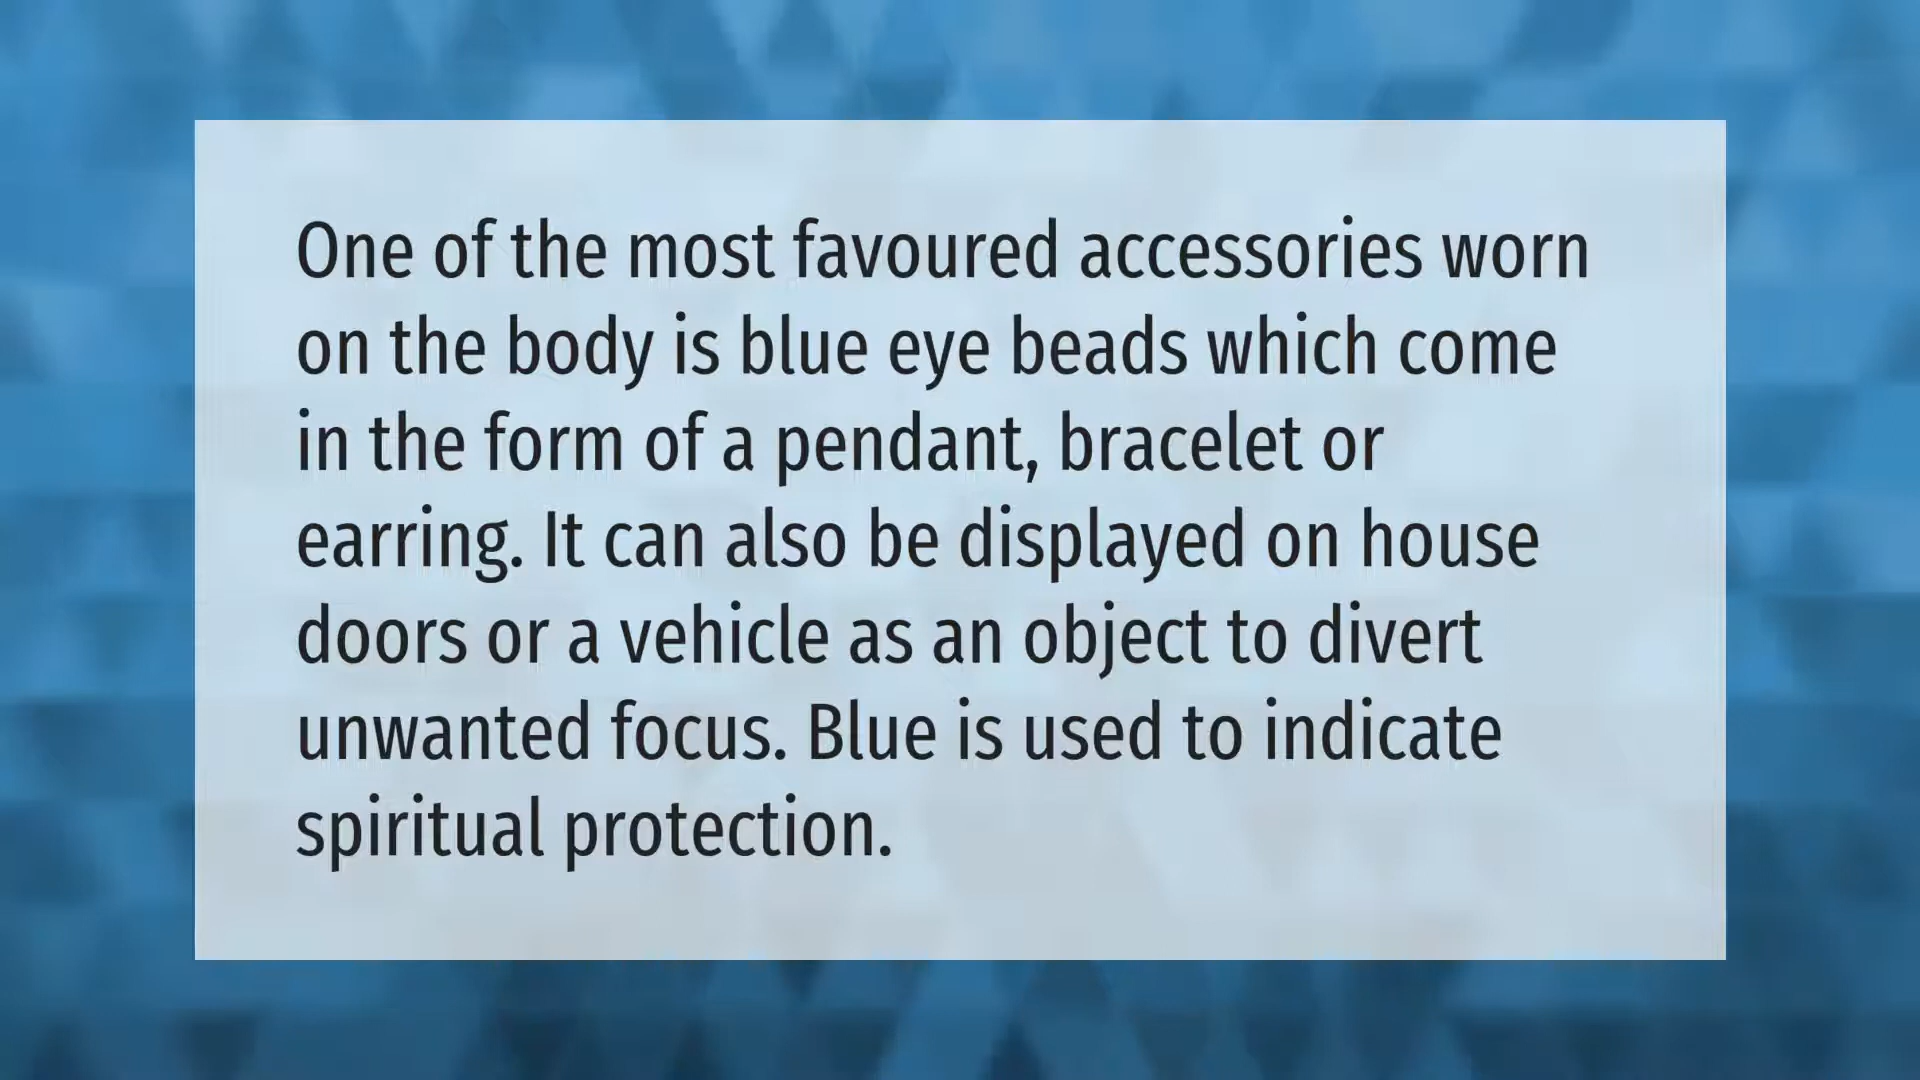 One of the most favoured accessories worn
on the body is blue eye beads which come
in the form of a pendant, bracelet or
earring. It can also be displayed on house
doors or a vehicle as an object to divert
unwanted focus. Blue is used to indicate
spiritual protection.